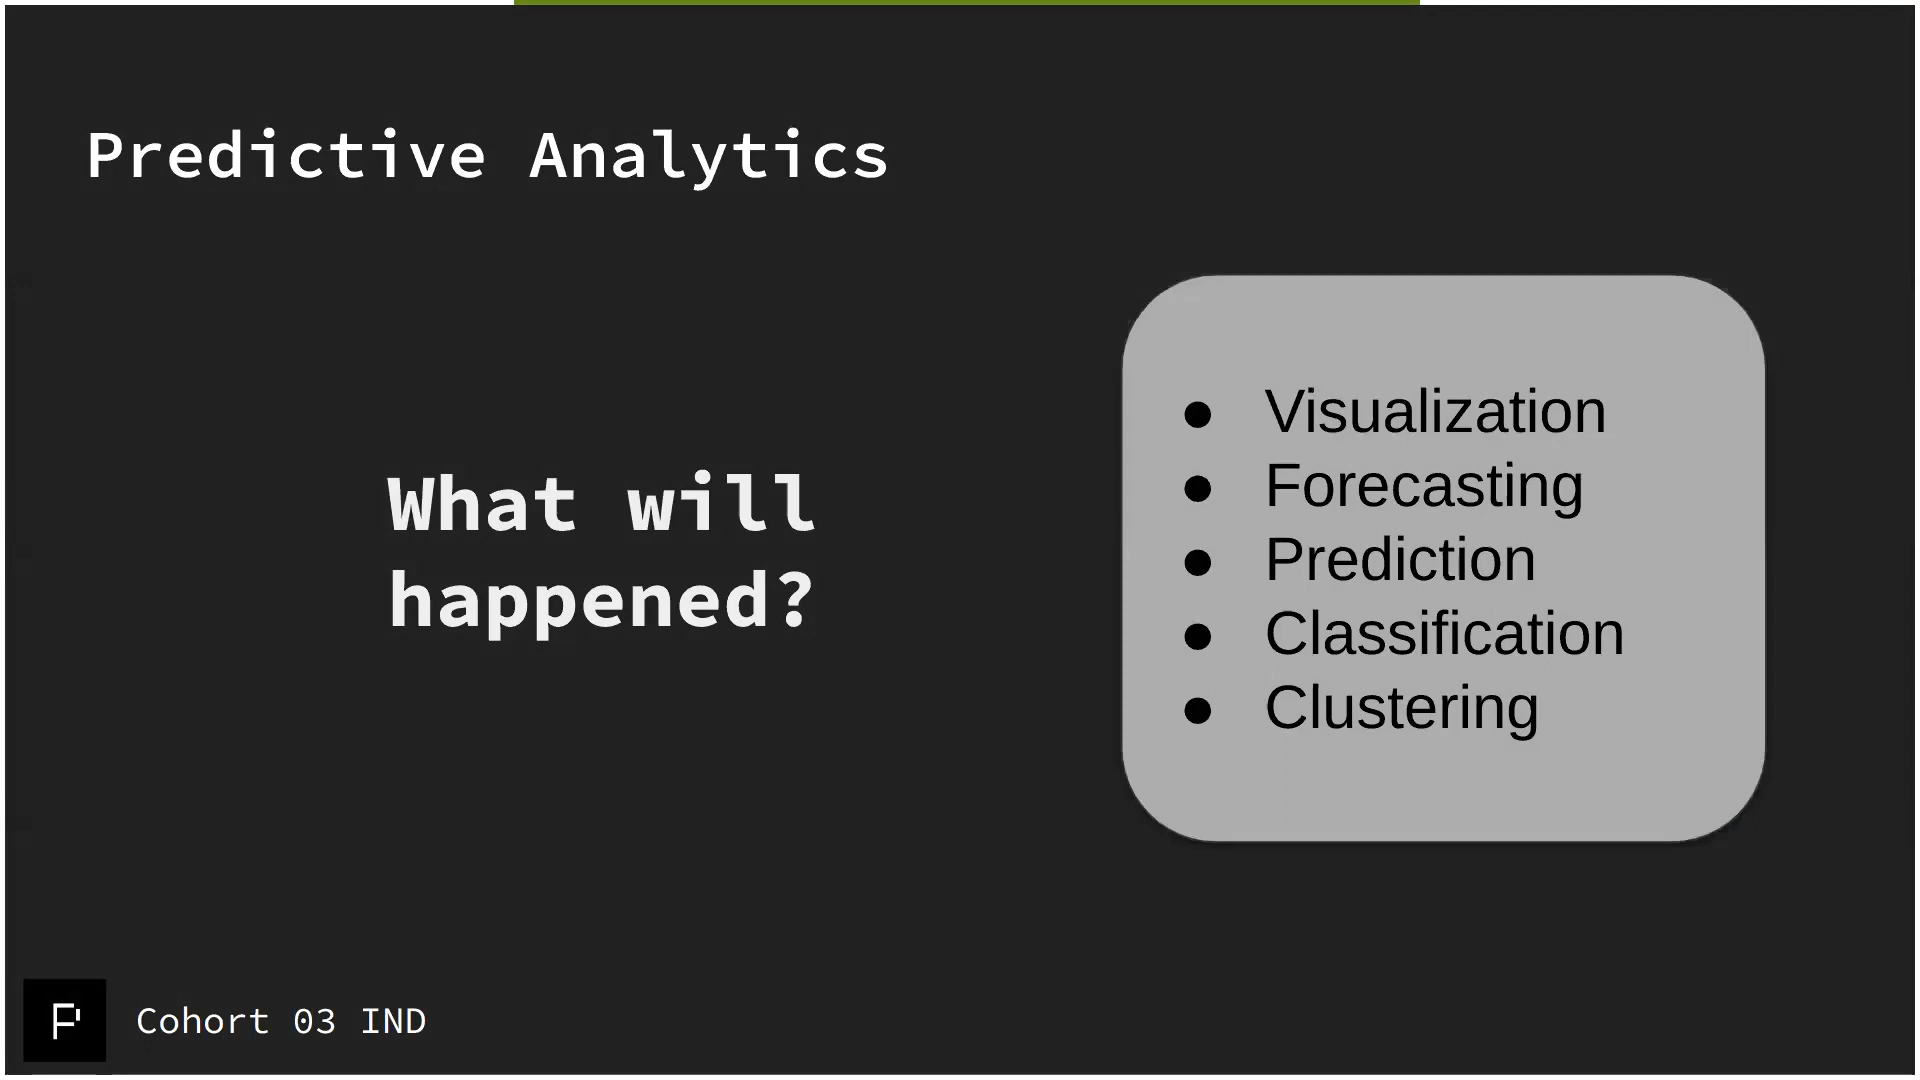 Predictive Analytics
What will
happened?
● Visualization
● Forecasting
● Prediction
● Classification
● Clustering
Cohort 03 IND